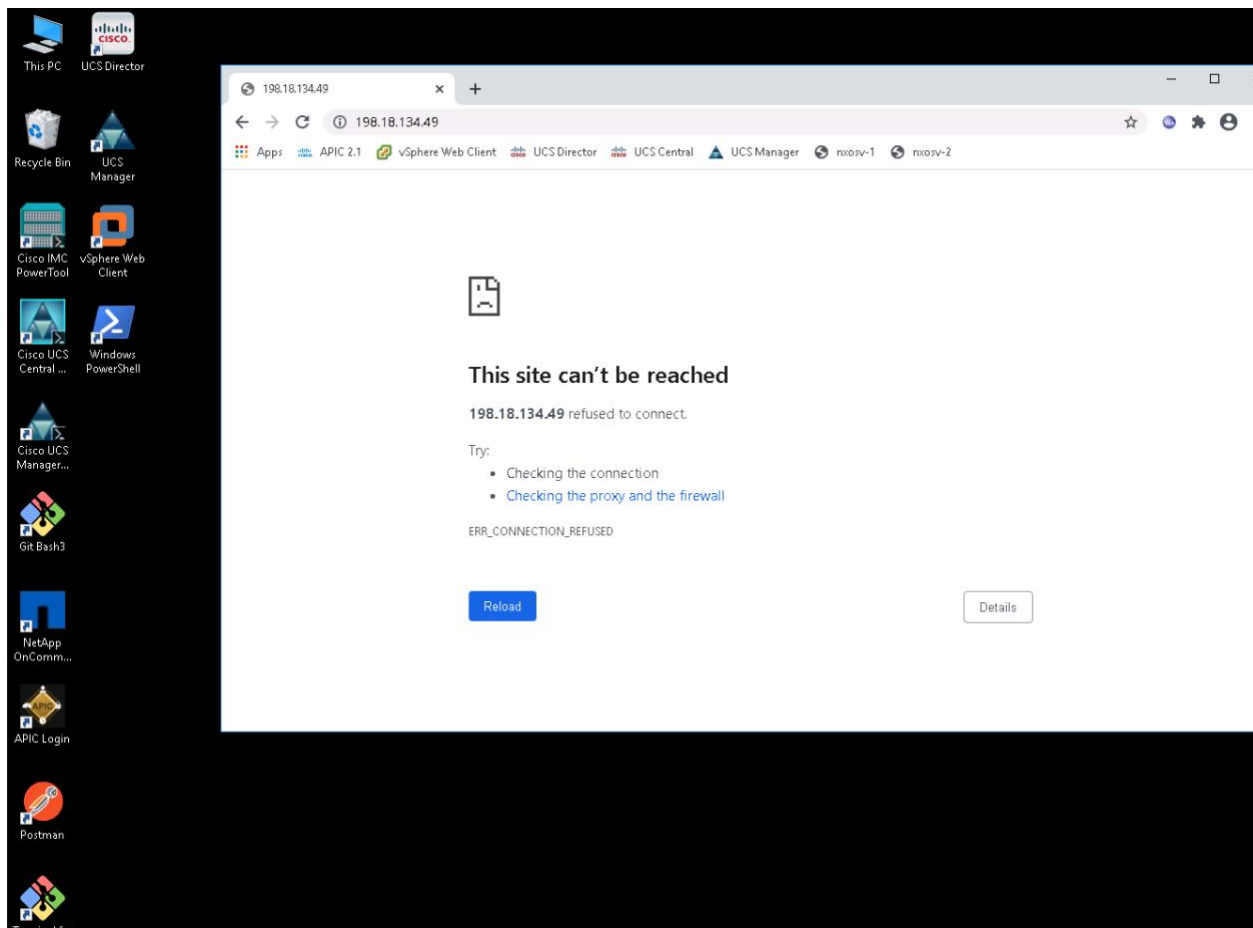 This PC
CISCO
UCS Director
Recycle Bin
UCS
Manager
Cisco IMC
PowerTool
vSphere Web
Client
Cisco UCS
Central ...
Windows
PowerShell
Cisco UCS
Manager...
Git Bash3
NetApp
OnComm...
APIC
APIC Login
Postman
198.18.134.49
198.18.134.49
Apps APIC 2.1 vSphere Web Client UCS Director UCS Central UCS Manager nxosv-1 nxosv-2
This site can’t be reached
198.18.134.49 refused to connect.
Try:
• Checking the connection
• Checking the proxy and the firewall
ERR_CONNECTION_REFUSED
Reload Details